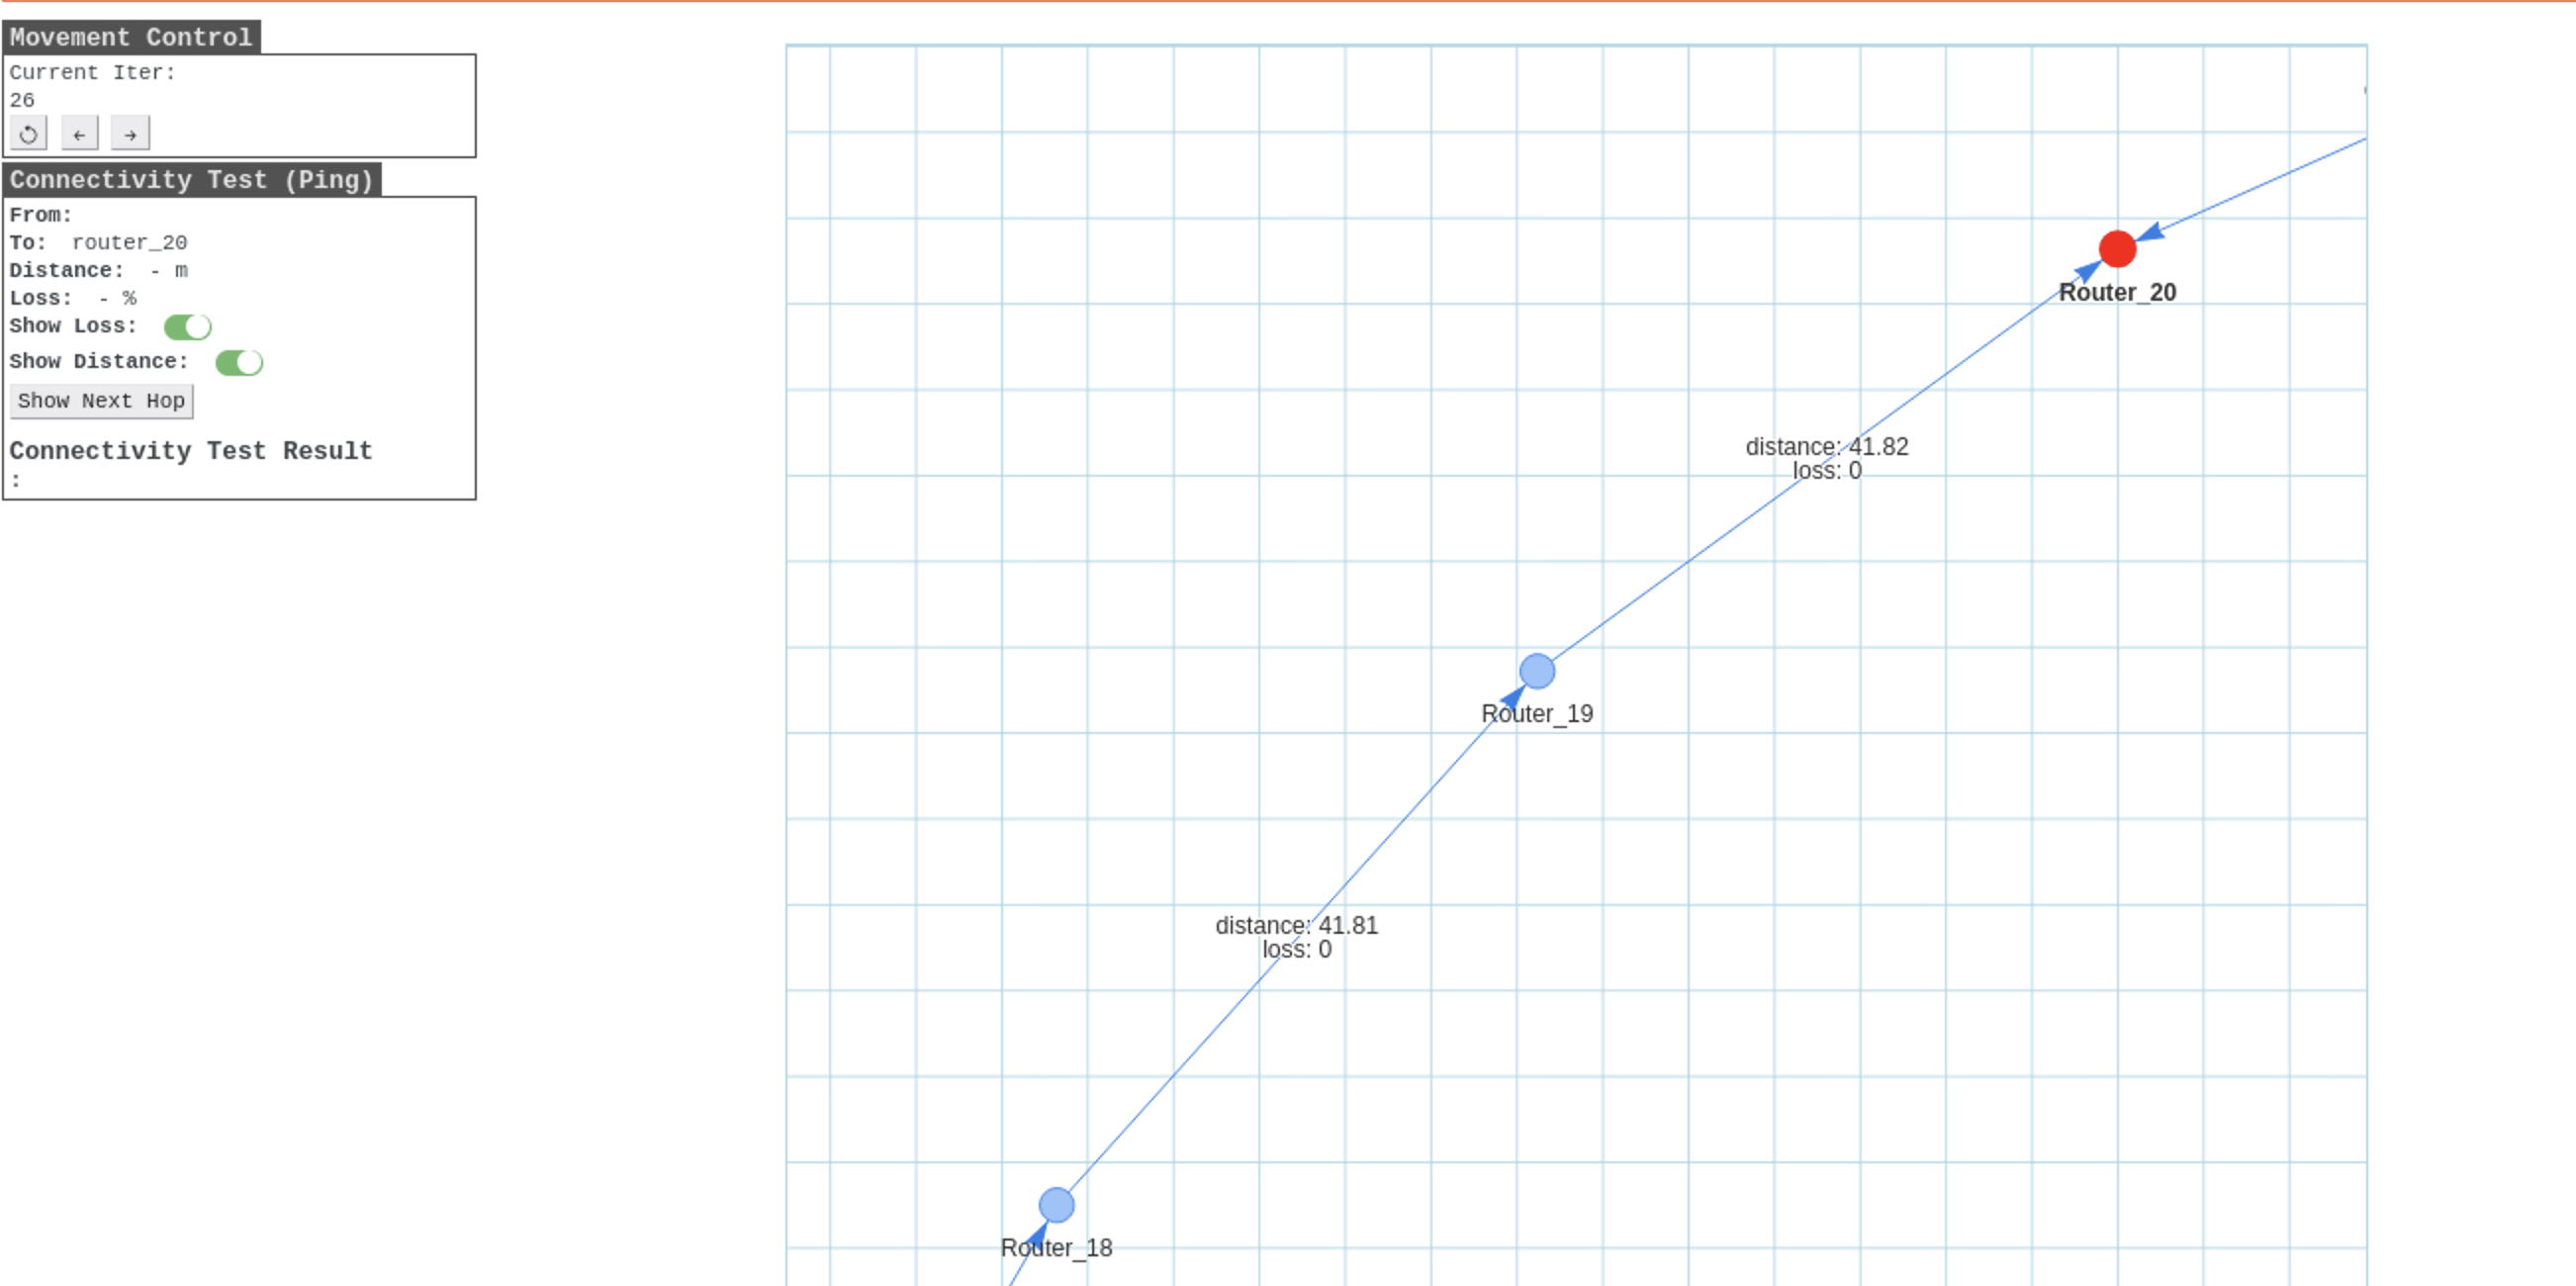 Movement Control
Current Iter:
26
Connectivity Test (Ping)
From:
To: router_20
Distance: - m
Loss: - %
Show Loss:
Show Distance:
Show Next Hop
Connectivity Test Result
:
Router_20
distance: 41.82
loss: 0
Router_19
distance: 41.81
loss: 0
Router_18